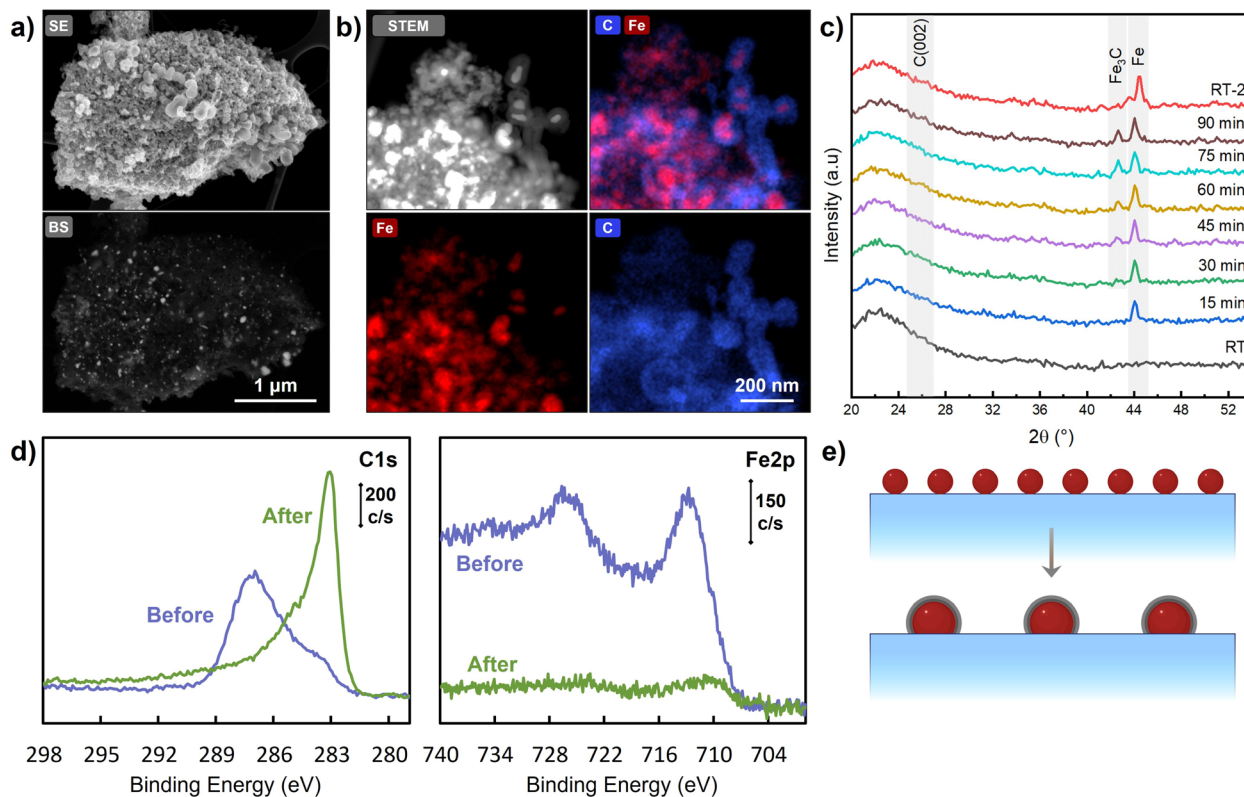 a)
SE
BS
1 µm
b)
STEM
C Fe
Fe
C
200 nm
c)
C(002)
Fe₃C
Fe
RT-2
90 min
75 min
60 min
45 min
30 min
15 min
RT
Intensity (a.u)
20 24 28 32 36 40 44 48 52
2θ (°)
d)
C1s
200
c/s
After
Before
298 295 292 289 286 283 280
Binding Energy (eV)
Fe2p
150
c/s
Before
After
740 734 728 722 716 710 704
Binding Energy (eV)
e)